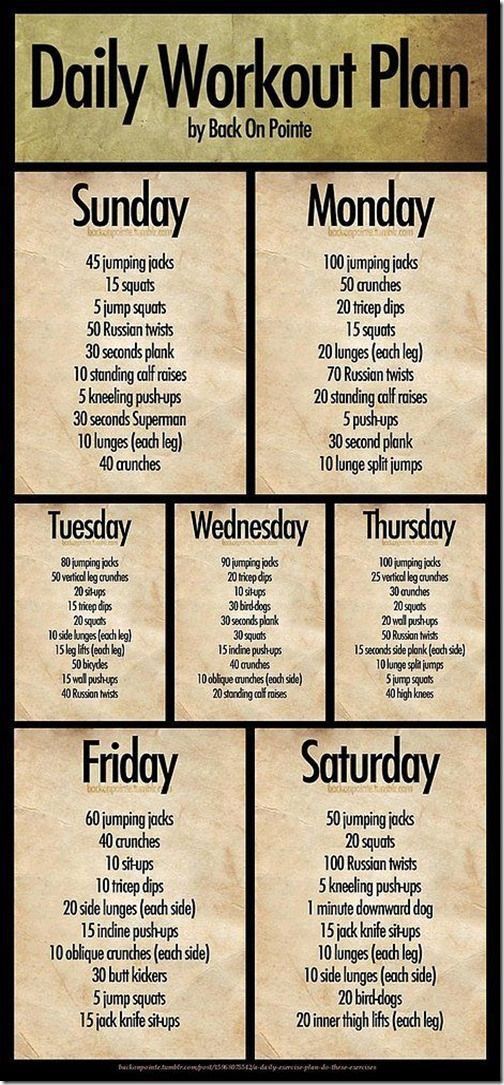 Daily Workout Plan
by Back On Pointe
Sunday
backonpointe.tumblr.com
45 jumping jacks
15 squats
5 jump squats
50 Russian twists
30 seconds plank
10 standing calf raises
5 kneeling push-ups
30 seconds Superman
10 lunges (each leg)
40 crunches
Monday
backonpointe.tumblr.com
100 jumping jacks
50 crunches
20 tricep dips
15 squats
20 lunges (each leg)
70 Russian twists
20 standing calf raises
5 push-ups
30 second plank
10 lunge split jumps
Tuesday
backonpointe.tumblr.com
80 jumping jacks
50 vertical leg crunches
20 sit-ups
15 tricep dips
20 squats
10 side lunges (each leg)
15 leg lifts (each leg)
50 bicycles
15 wall push-ups
40 Russian twists
Wednesday
backonpointe.tumblr.com
90 jumping jacks
20 tricep dips
10 sit-ups
30 bird-dogs
30 seconds plank
30 squats
15 incline push-ups
40 crunches
10 oblique crunches (each side)
20 standing calf raises
Thursday
backonpointe.tumblr.com
100 jumping jacks
25 vertical leg crunches
30 crunches
20 squats
20 wall push-ups
50 Russian twists
15 seconds side plank (each side)
10 lunge split jumps
5 jump squats
40 high knees
Friday
backonpointe.tumblr.com
60 jumping jacks
40 crunches
10 sit-ups
10 tricep dips
20 side lunges (each side)
15 incline push-ups
10 oblique crunches (each side)
30 butt kickers
5 jump squats
15 jack knife sit-ups
Saturday
backonpointe.tumblr.com
50 jumping jacks
20 squats
100 Russian twists
5 kneeling push-ups
1 minute downward dog
15 jack knife sit-ups
10 lunges (each leg)
10 side lunges (each side)
20 bird-dogs
20 inner thigh lifts (each leg)